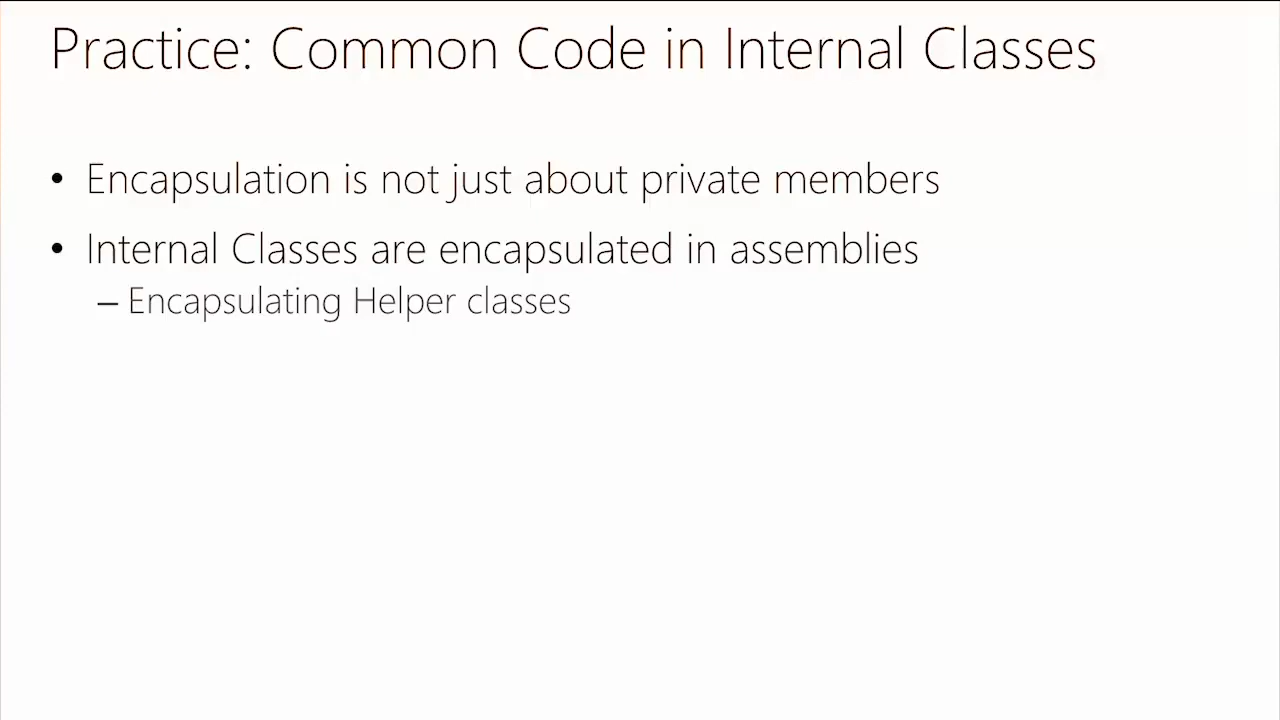 Practice: Common Code in Internal Classes
• Encapsulation is not just about private members
• Internal Classes are encapsulated in assemblies
– Encapsulating Helper classes